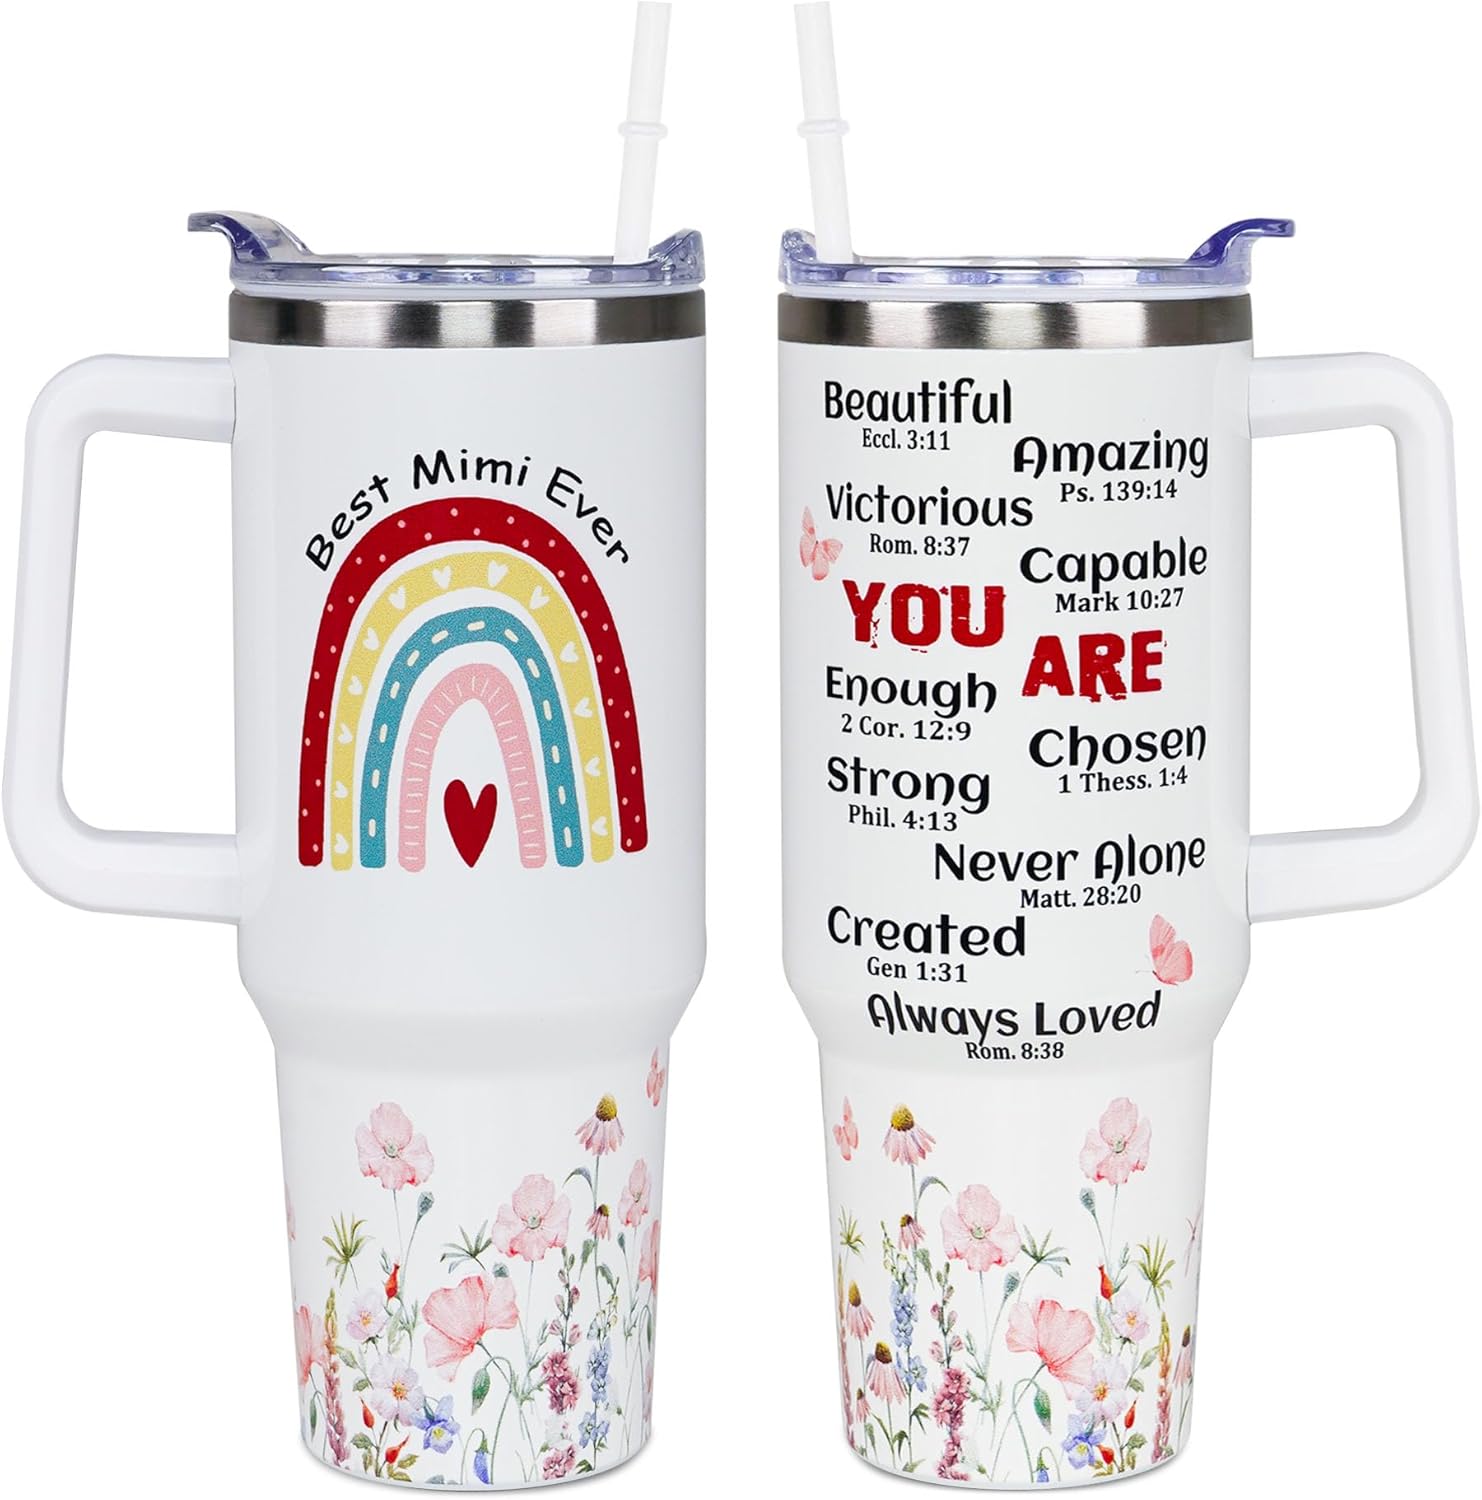 Best Mimi Ever
Beautiful
Eccl. 3:11
Amazing
Ps. 139:14
Victorious
Rom. 8:37
Capable
Mark 10:27
YOU
ARE
Enough
2 Cor. 12:9
Chosen
1 Thess. 1:4
Strong
Phil. 4:13
Never Alone
Matt. 28:20
Created
Gen 1:31
Always Loved
Rom. 8:38